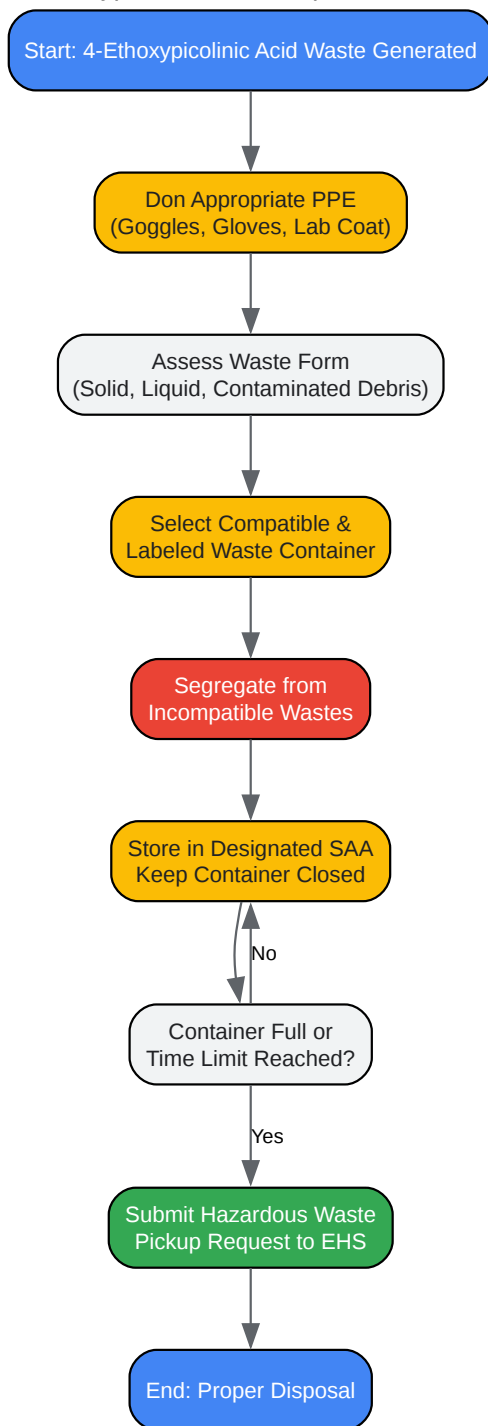 Start: 4-Ethoxypicolinic Acid Waste Generated
Don Appropriate PPE
(Goggles, Gloves, Lab Coat)
Assess Waste Form
(Solid, Liquid, Contaminated Debris)
Select Compatible &
Labeled Waste Container
Segregate from
Incompatible Wastes
Store in Designated SAA
Keep Container Closed
No
Container Full or
Time Limit Reached?
Yes
Submit Hazardous Waste
Pickup Request to EHS
End: Proper Disposal